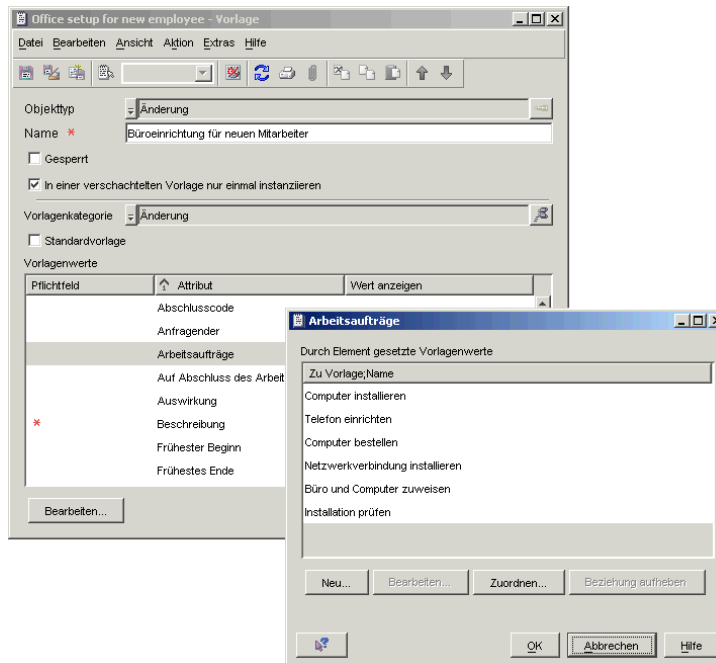 Office setup for new employee - Vorlage
Datei Bearbeiten Ansicht Aktion Extras Hilfe
Objekttyp Änderung
Name * Büroeinrichtung für neuen Mitarbeiter
Gesperrt
In einer verschachtelten Vorlage nur einmal instanziieren
Vorlagenkategorie Änderung
Standardvorlage
Vorlagenwerte
Pflichtfeld 1 Attribut Wert anzeigen
Abschlusscode
Anfragender
Arbeitsaufträge
Auf Abschluss des Arbeit
Auswirkung
* Beschreibung
Frühester Beginn
Frühestes Ende
Bearbeiten...
Arbeitsaufträge
Durch Element gesetzte Vorlagenwerte
Zu Vorlage;Name
Computer installieren
Telefon einrichten
Computer bestellen
Netzwerkverbindung installieren
Büro und Computer zuweisen
Installation prüfen
Neu... Bearbeiten... Zuordnen... Beziehung aufheben
OK Abbrechen Hilfe